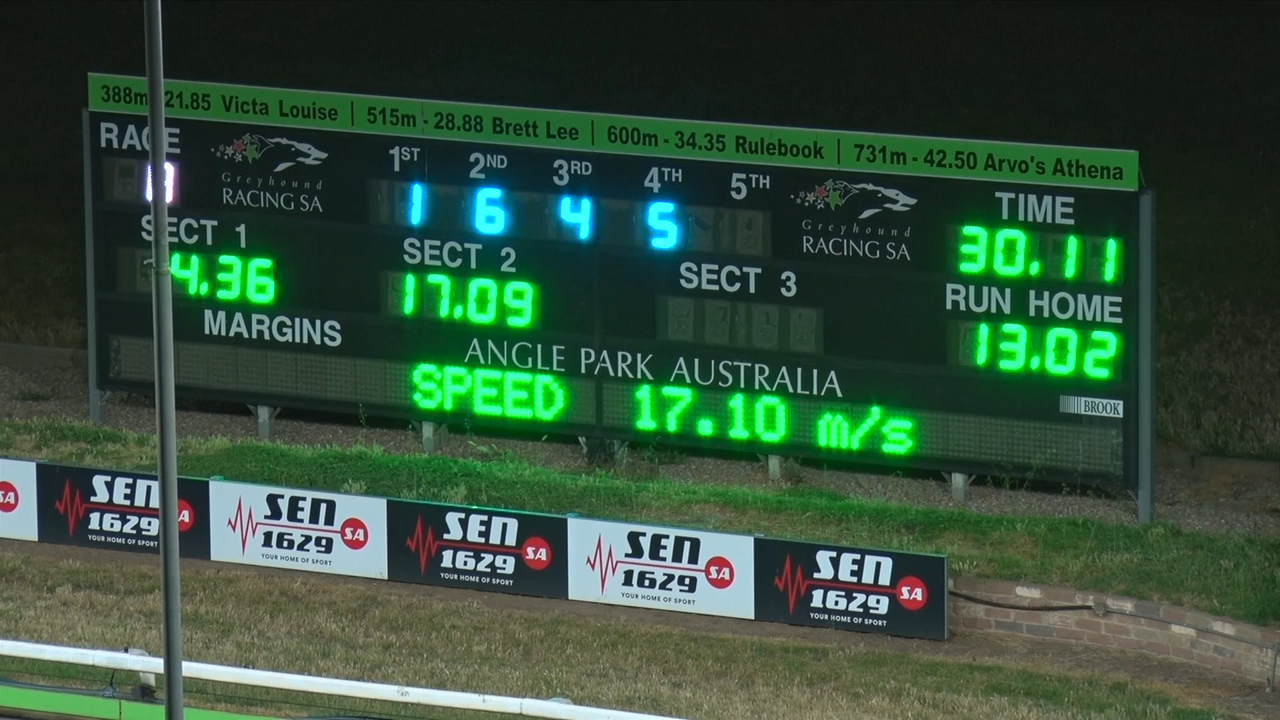 388m 21.85 Victa Louise | 515m - 28.88 Brett Lee | 600m - 34.35 Rulebook | 731m - 42.50 Arvo's Athena
RACE
Greyhound
RACING SA
1ST 2ND 3RD 4TH 5TH
1 6 4 5
Greyhound
RACING SA
TIME
30.11
SECT 1
4.36
SECT 2
17.09
SECT 3
RUN HOME
13.02
MARGINS
ANGLE PARK AUSTRALIA
SPEED 17.10 m/s
BROOK
SA
SEN
1629 SA
YOUR HOME OF SPORT
SEN
1629 SA
YOUR HOME OF SPORT
SEN
1629 SA
YOUR HOME OF SPORT
SEN
1629 SA
YOUR HOME OF SPORT
SEN
1629 SA
YOUR HOME OF SPORT